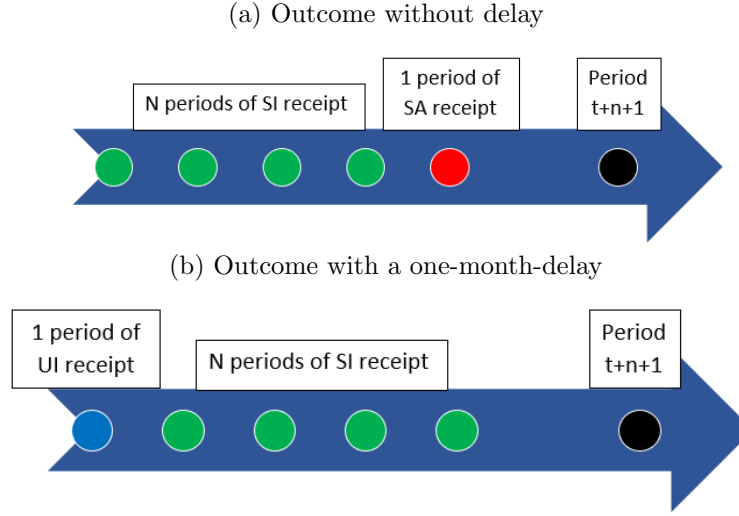 (a) Outcome without delay
N periods of SI receipt
1 period of
SA receipt
Period
t+n+1
(b) Outcome with a one-month-delay
1 period of
UI receipt
N periods of SI receipt
Period
t+n+1